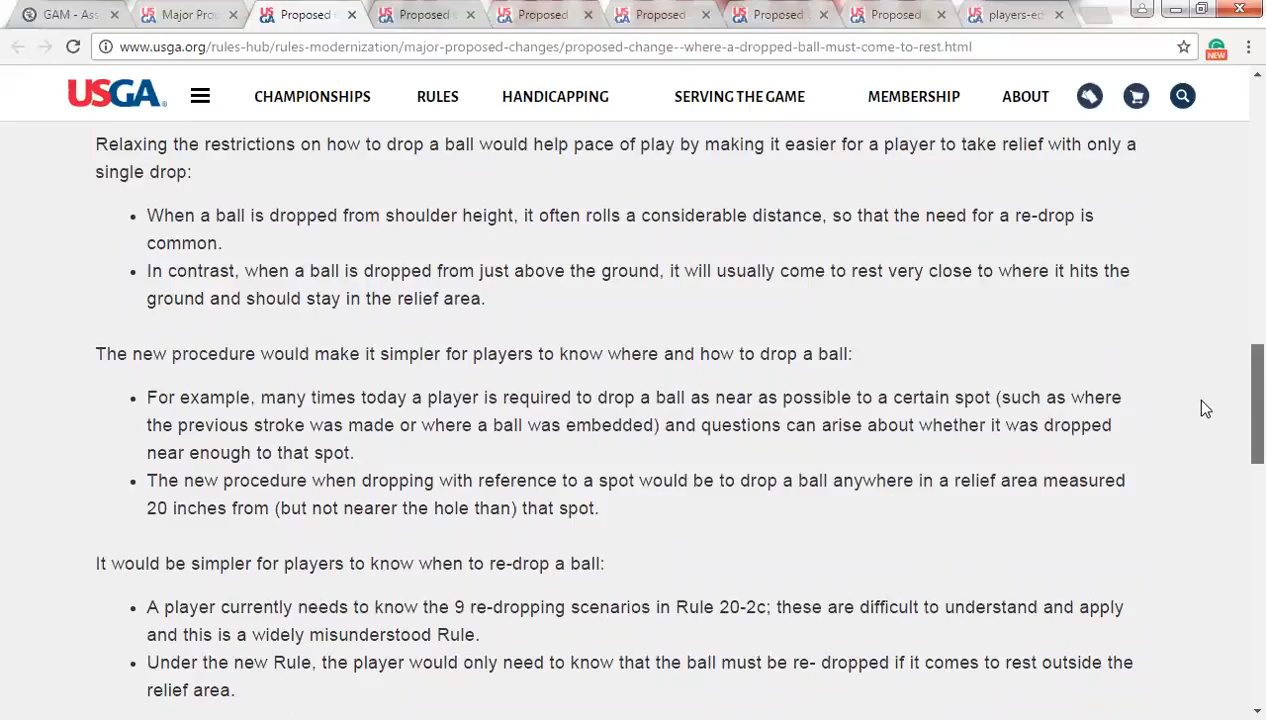 GAM - Ass
Major Pro
Proposed
Proposed
Proposed
Proposed
Proposed
Proposed
players-ed
www.usga.org/rules-hub/rules-modernization/major-proposed-changes/proposed-change--where-a-dropped-ball-must-come-to-rest.html
NEW
USGA
CHAMPIONSHIPS
RULES
HANDICAPPING
SERVING THE GAME
MEMBERSHIP
ABOUT
Relaxing the restrictions on how to drop a ball would help pace of play by making it easier for a player to take relief with only a
single drop:
• When a ball is dropped from shoulder height, it often rolls a considerable distance, so that the need for a re-drop is
common.
• In contrast, when a ball is dropped from just above the ground, it will usually come to rest very close to where it hits the
ground and should stay in the relief area.
The new procedure would make it simpler for players to know where and how to drop a ball:
• For example, many times today a player is required to drop a ball as near as possible to a certain spot (such as where
the previous stroke was made or where a ball was embedded) and questions can arise about whether it was dropped
near enough to that spot.
• The new procedure when dropping with reference to a spot would be to drop a ball anywhere in a relief area measured
20 inches from (but not nearer the hole than) that spot.
It would be simpler for players to know when to re-drop a ball:
• A player currently needs to know the 9 re-dropping scenarios in Rule 20-2c; these are difficult to understand and apply
and this is a widely misunderstood Rule.
• Under the new Rule, the player would only need to know that the ball must be re- dropped if it comes to rest outside the
relief area.